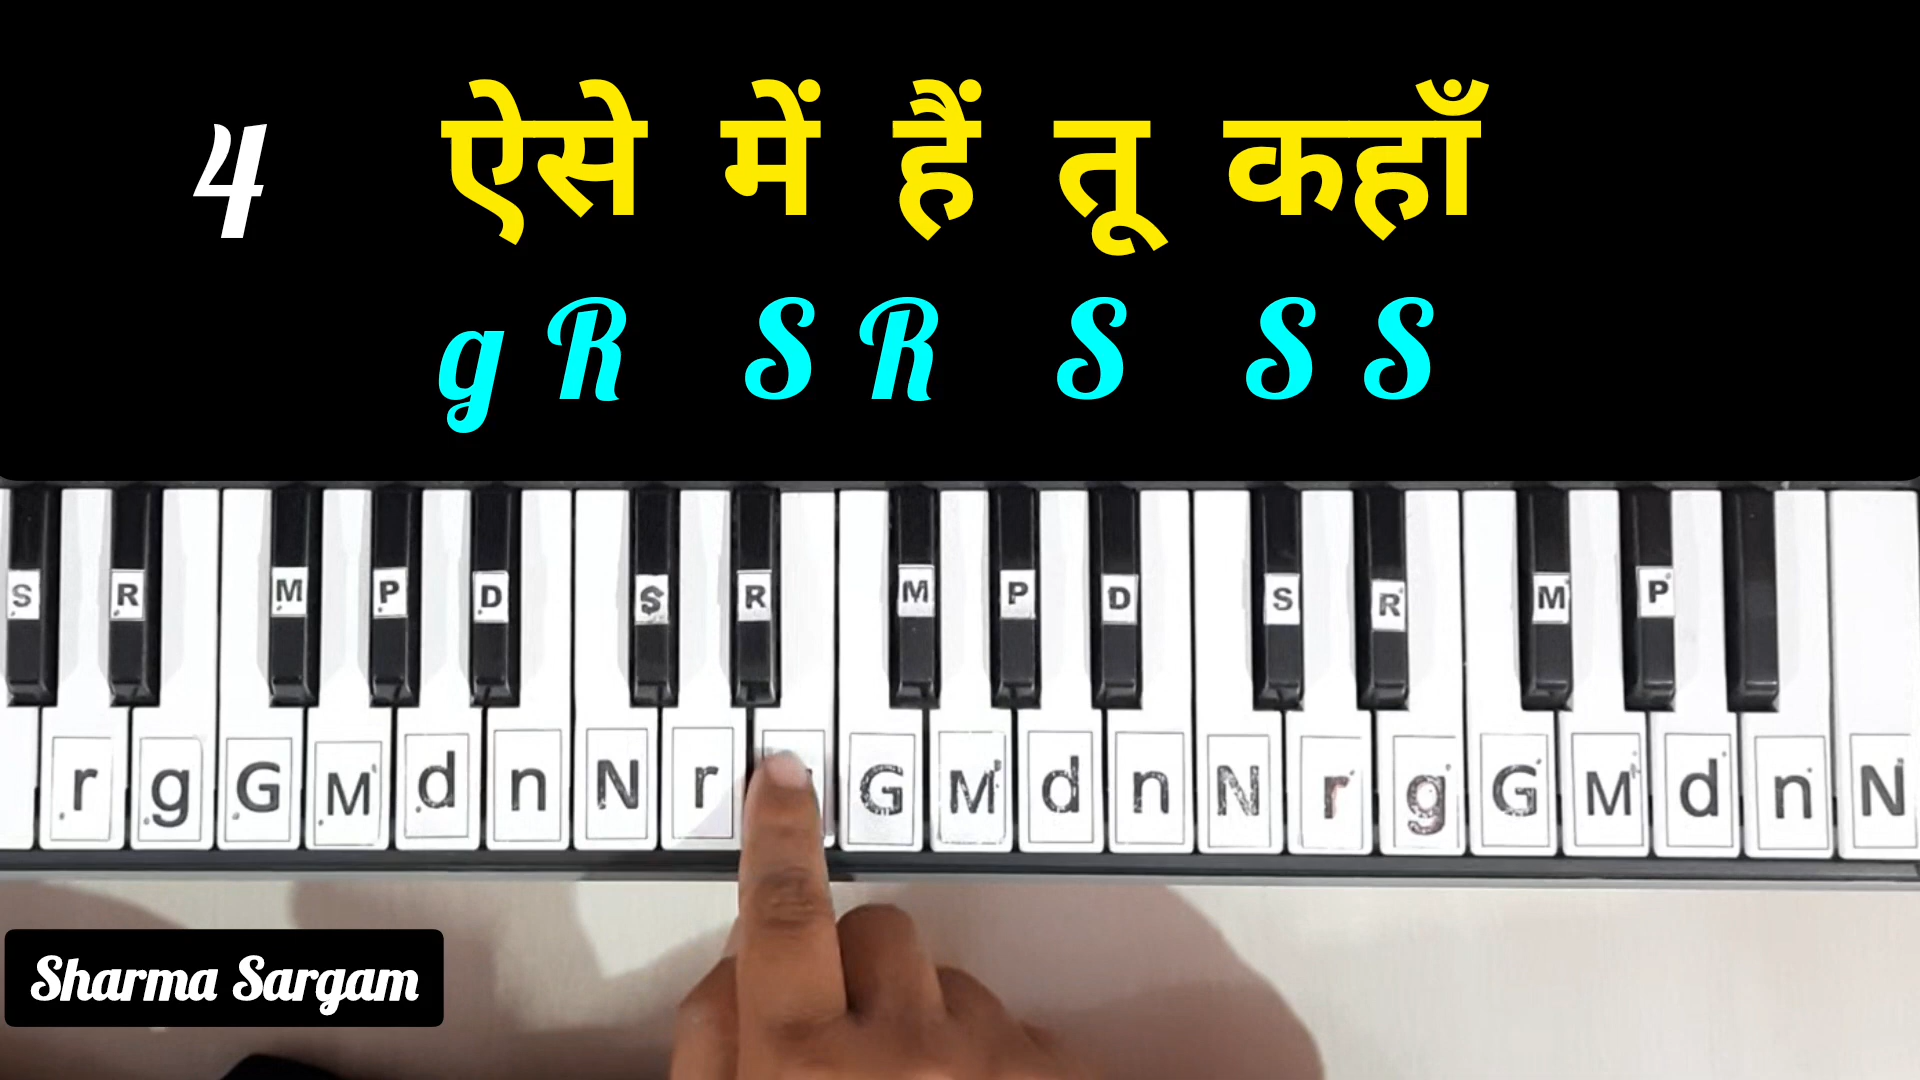 4 ऐसे में हैं तू कहाँ
g R S R S S S
S R M P D S R M P D S R M P
r g G M d n N r G M d n N r g G M d n N
Sharma Sargam